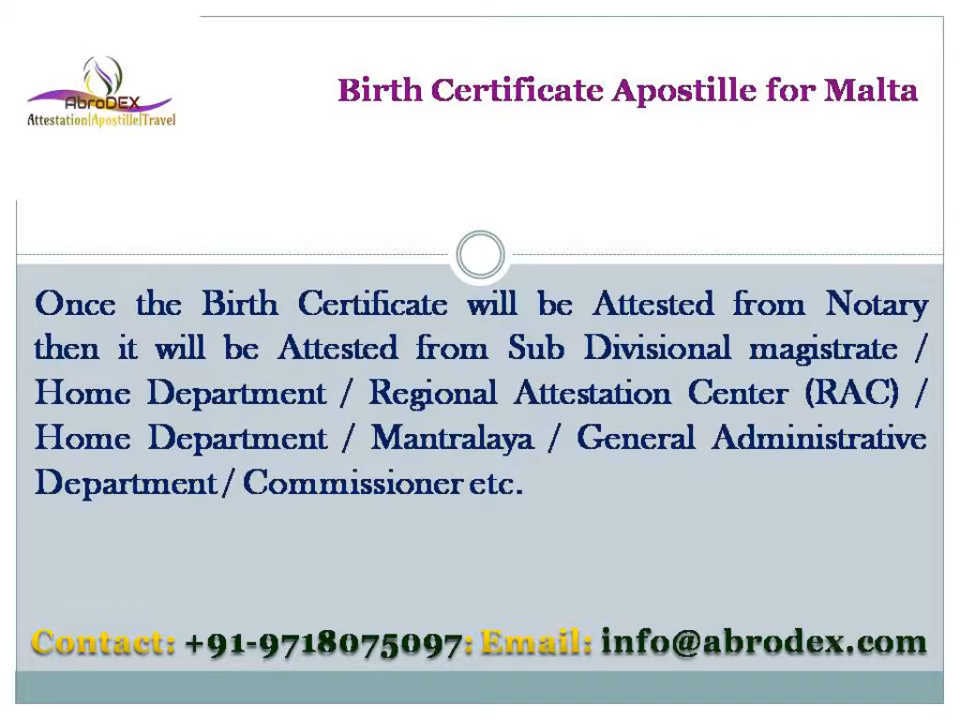 AbroDEX
Attestation|Apostille|Travel
Birth Certificate Apostille for Malta
Once the Birth Certificate will be Attested from Notary
then it will be Attested from Sub Divisional magistrate /
Home Department / Regional Attestation Center (RAC) /
Home Department / Mantralaya / General Administrative
Department / Commissioner etc.
Contact: +91-9718075097: Email: info@abrodex.com